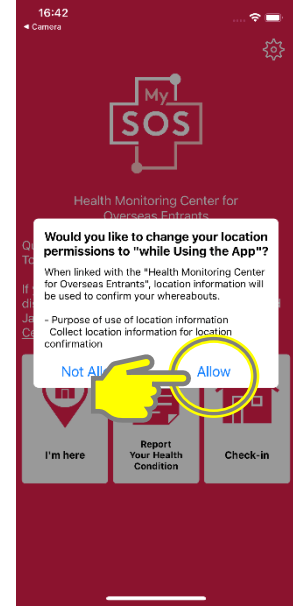 16:42
◀ Camera
My
SOS
Health Monitoring Center for
Overseas Entrants
Would you like to change your location
permissions to "while Using the App"?
When linked with the "Health Monitoring Center
for Overseas Entrants", location information will
be used to confirm your whereabouts.
- Purpose of use of location information
Collect location information for location
confirmation
Not All
Allow
I'm here
Report
Your Health
Condition
Check-in